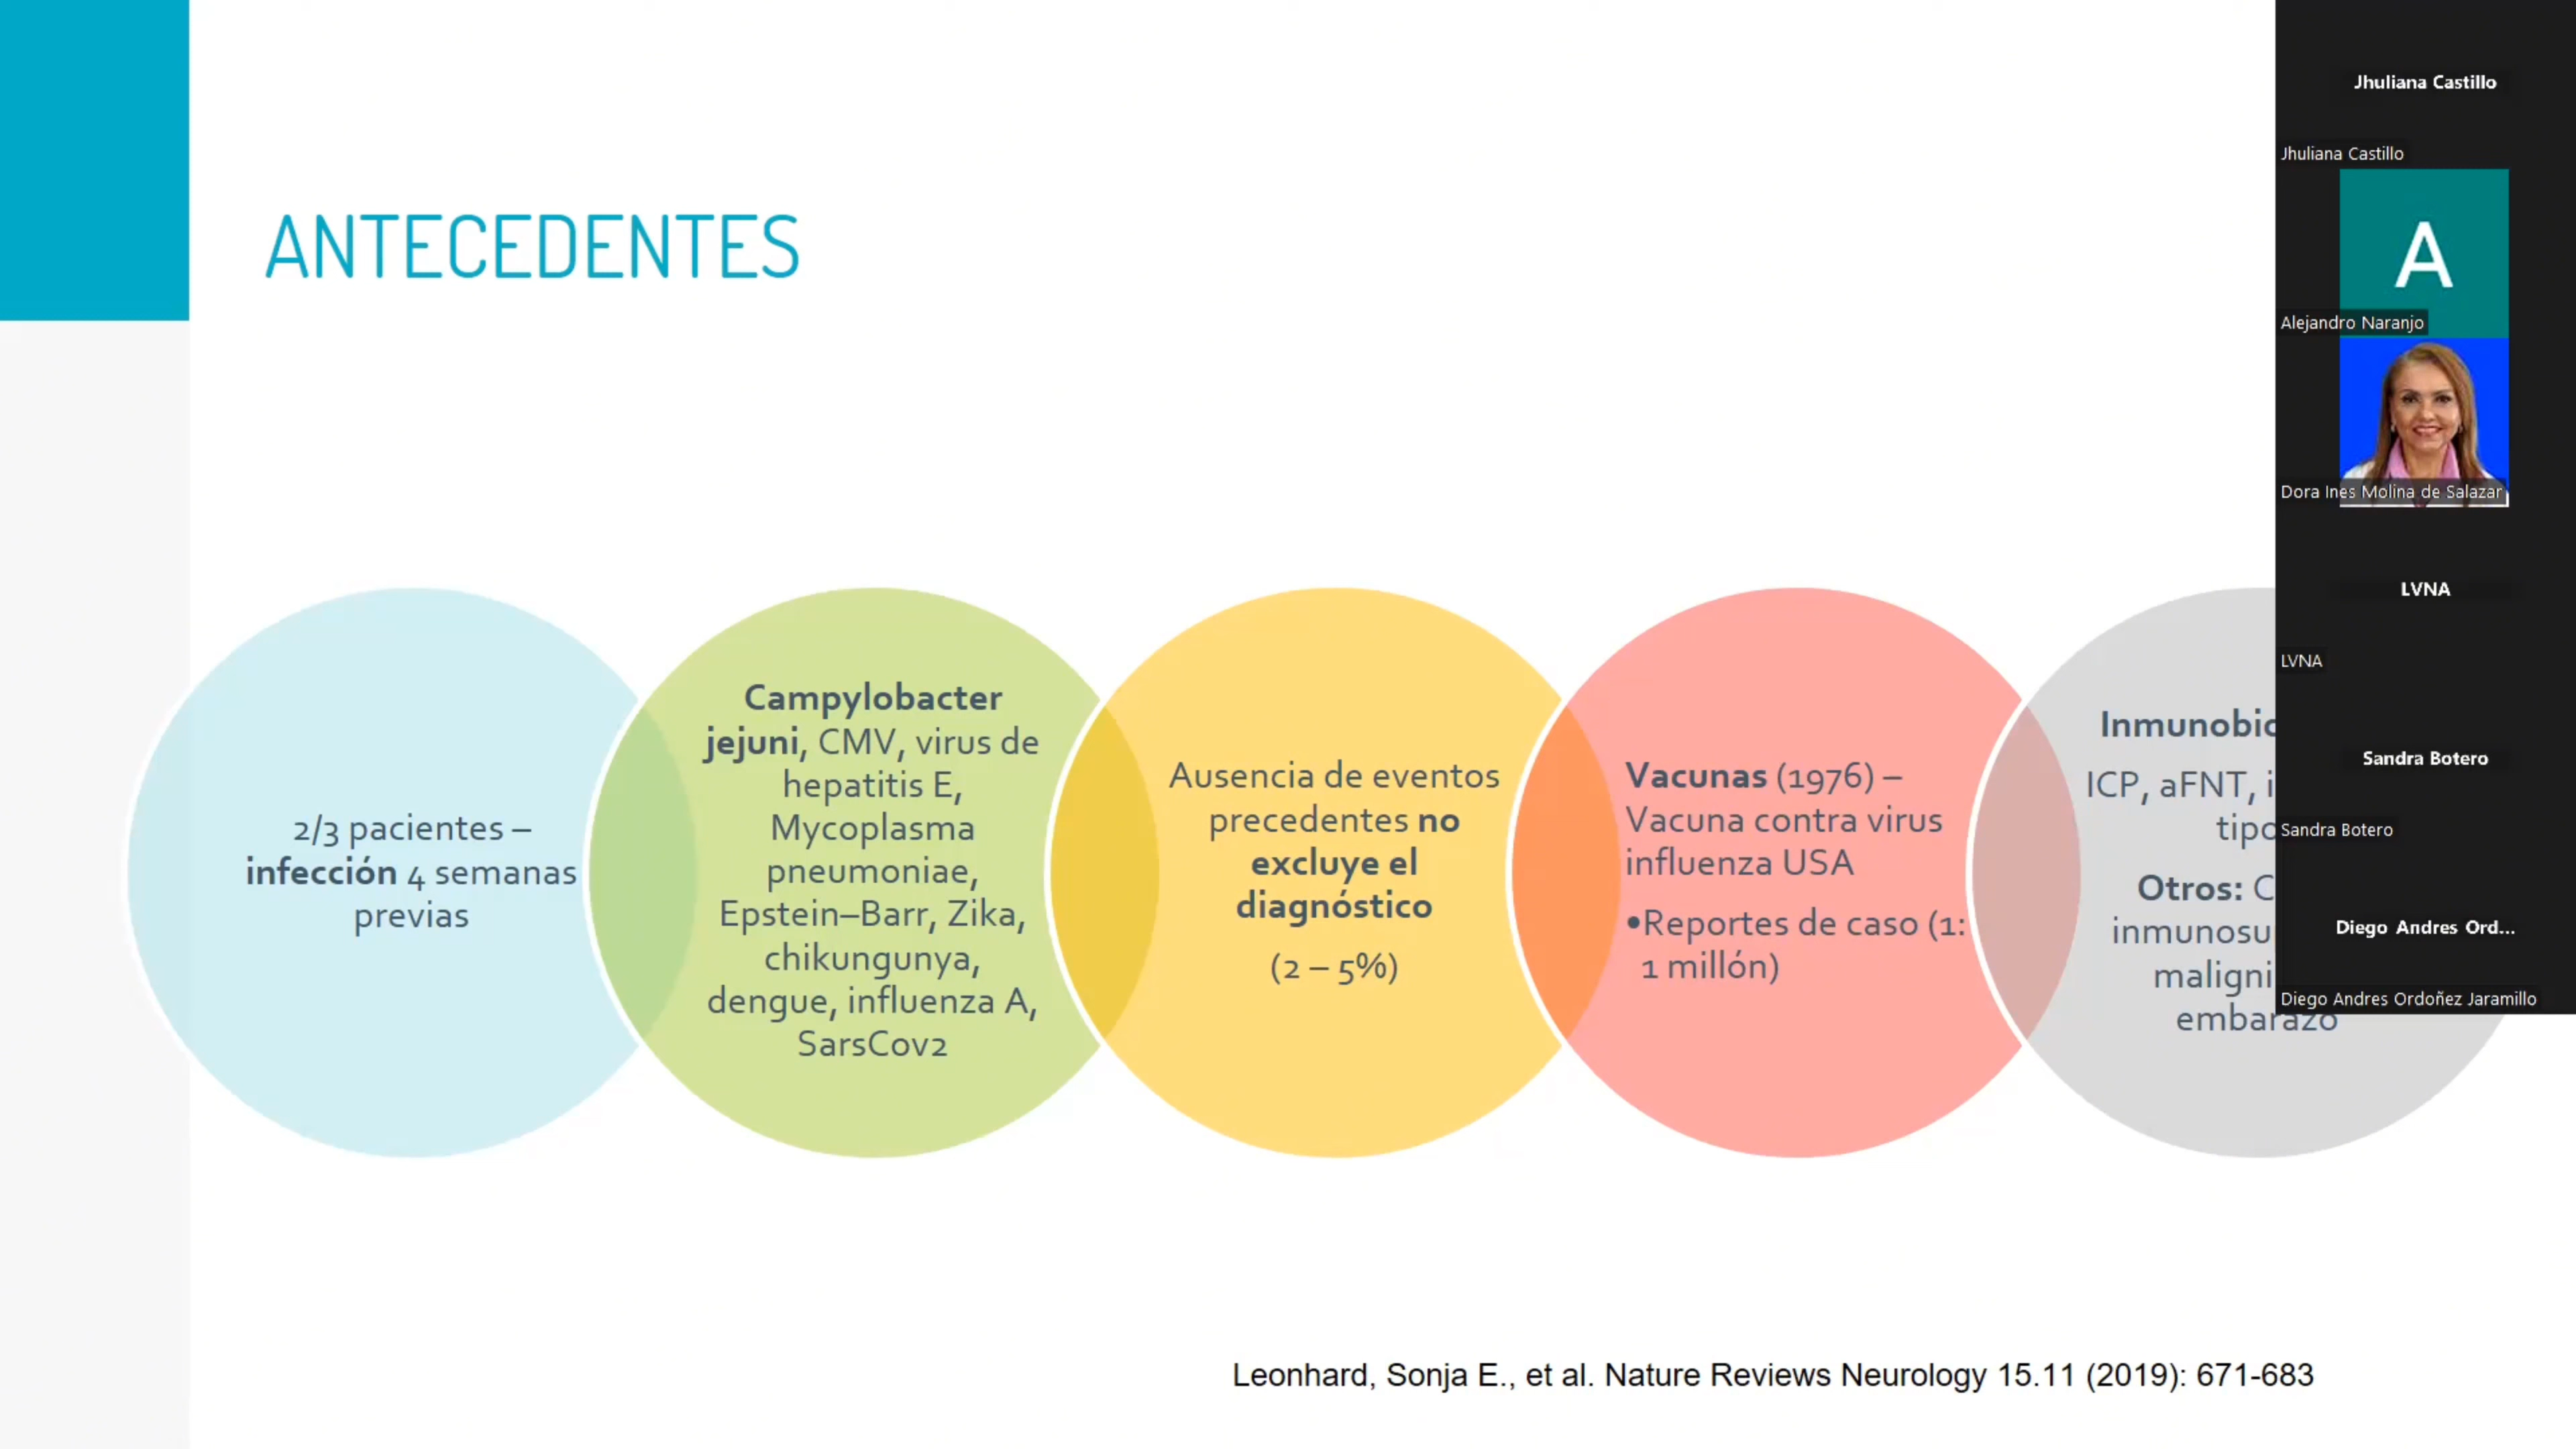 ANTECEDENTES
2/3 pacientes –
infección 4 semanas
previas
Campylobacter
jejuni, CMV, virus de
hepatitis E,
Mycoplasma
pneumoniae,
Epstein–Barr, Zika,
chikungunya,
dengue, influenza A,
SarsCov2
Ausencia de eventos
precedentes no
excluye el
diagnóstico
(2 – 5%)
Vacunas (1976) –
Vacuna contra virus
influenza USA
•Reportes de caso (1:
1 millón)
ICP, aFNT,
Otros:
embarazo
Leonhard, Sonja E., et al. Nature Reviews Neurology 15.11 (2019): 671-683
Jhuliana Castillo
Jhuliana Castillo
A
Alejandro Naranjo
Dora Ines Molina de Salazar
LVNA
LVNA
Sandra Botero
Sandra Botero
Diego Andres Ord...
Diego Andres Ordoñez Jaramillo